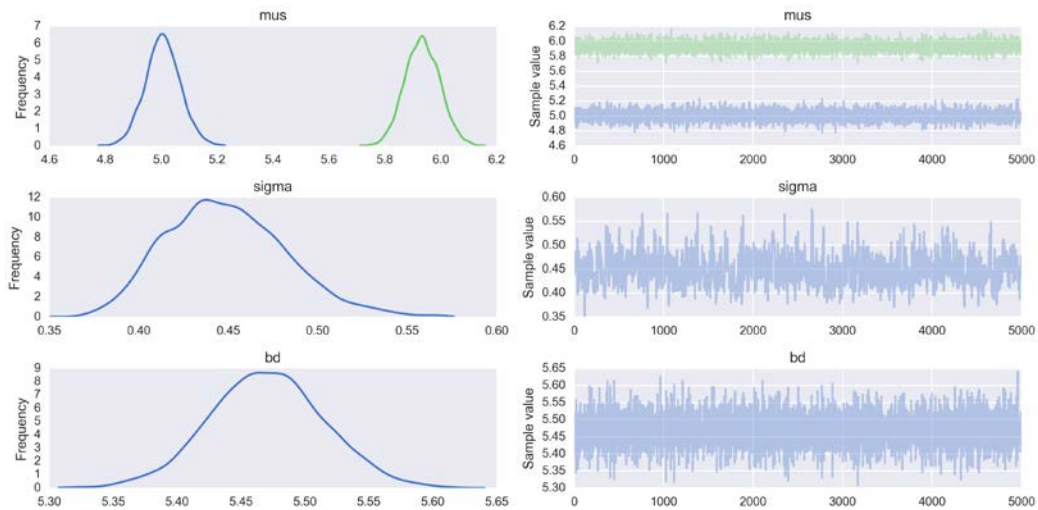 mus
Frequency
7
6
5
4
3
2
1
0
4.6 4.8 5.0 5.2 5.4 5.6 5.8 6.0 6.2
mus
Sample value
6.2
6.0
5.8
5.6
5.4
5.2
5.0
4.8
4.6
0 1000 2000 3000 4000 5000
sigma
Frequency
12
10
8
6
4
2
0
0.35 0.40 0.45 0.50 0.55 0.60
sigma
Sample value
0.60
0.55
0.50
0.45
0.40
0.35
0 1000 2000 3000 4000 5000
bd
Frequency
9
8
7
6
5
4
3
2
1
0
5.30 5.35 5.40 5.45 5.50 5.55 5.60 5.65
bd
Sample value
5.65
5.60
5.55
5.50
5.45
5.40
5.35
5.30
0 1000 2000 3000 4000 5000